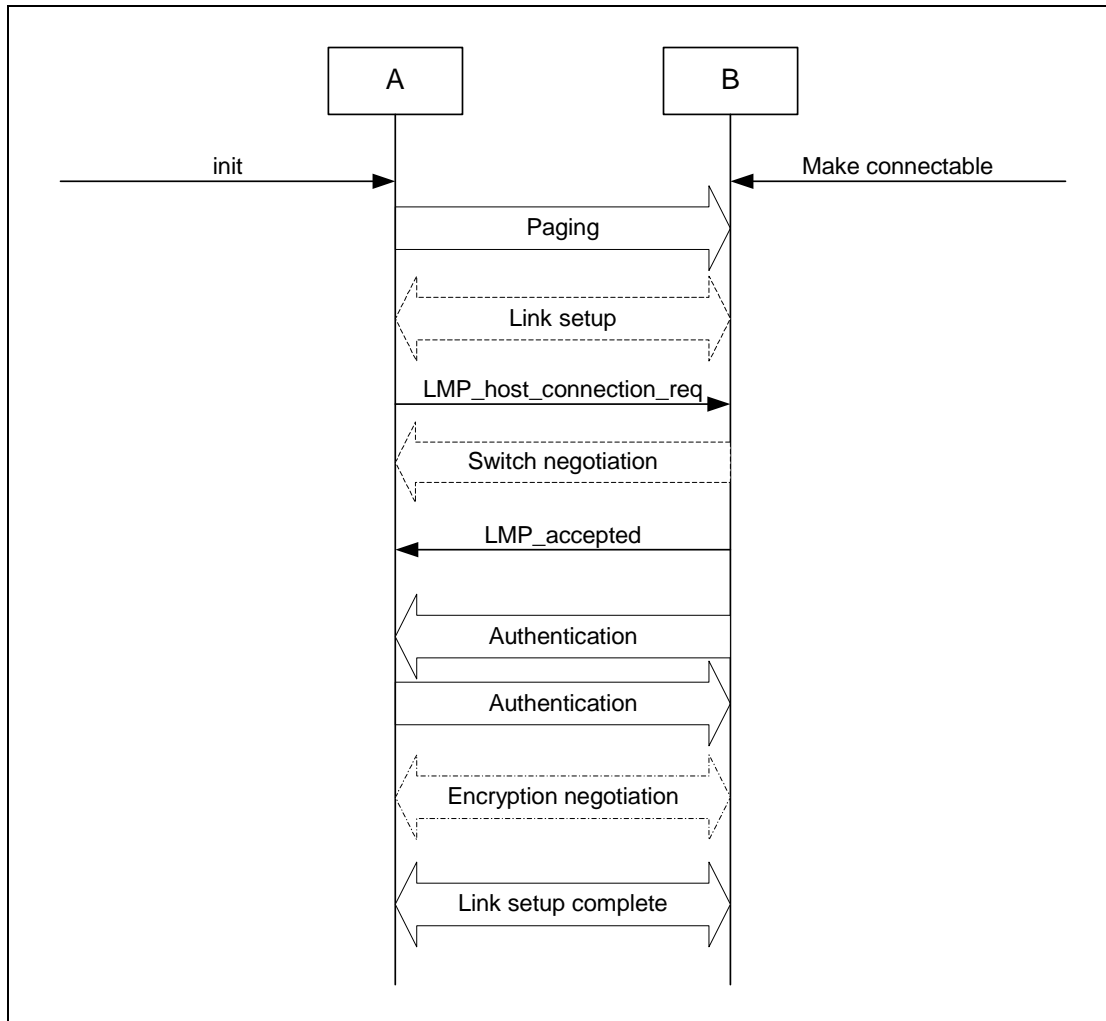 A
B
init
Make connectable
Paging
Link setup
LMP_host_connection_req
Switch negotiation
LMP_accepted
Authentication
Authentication
Encryption negotiation
Link setup complete